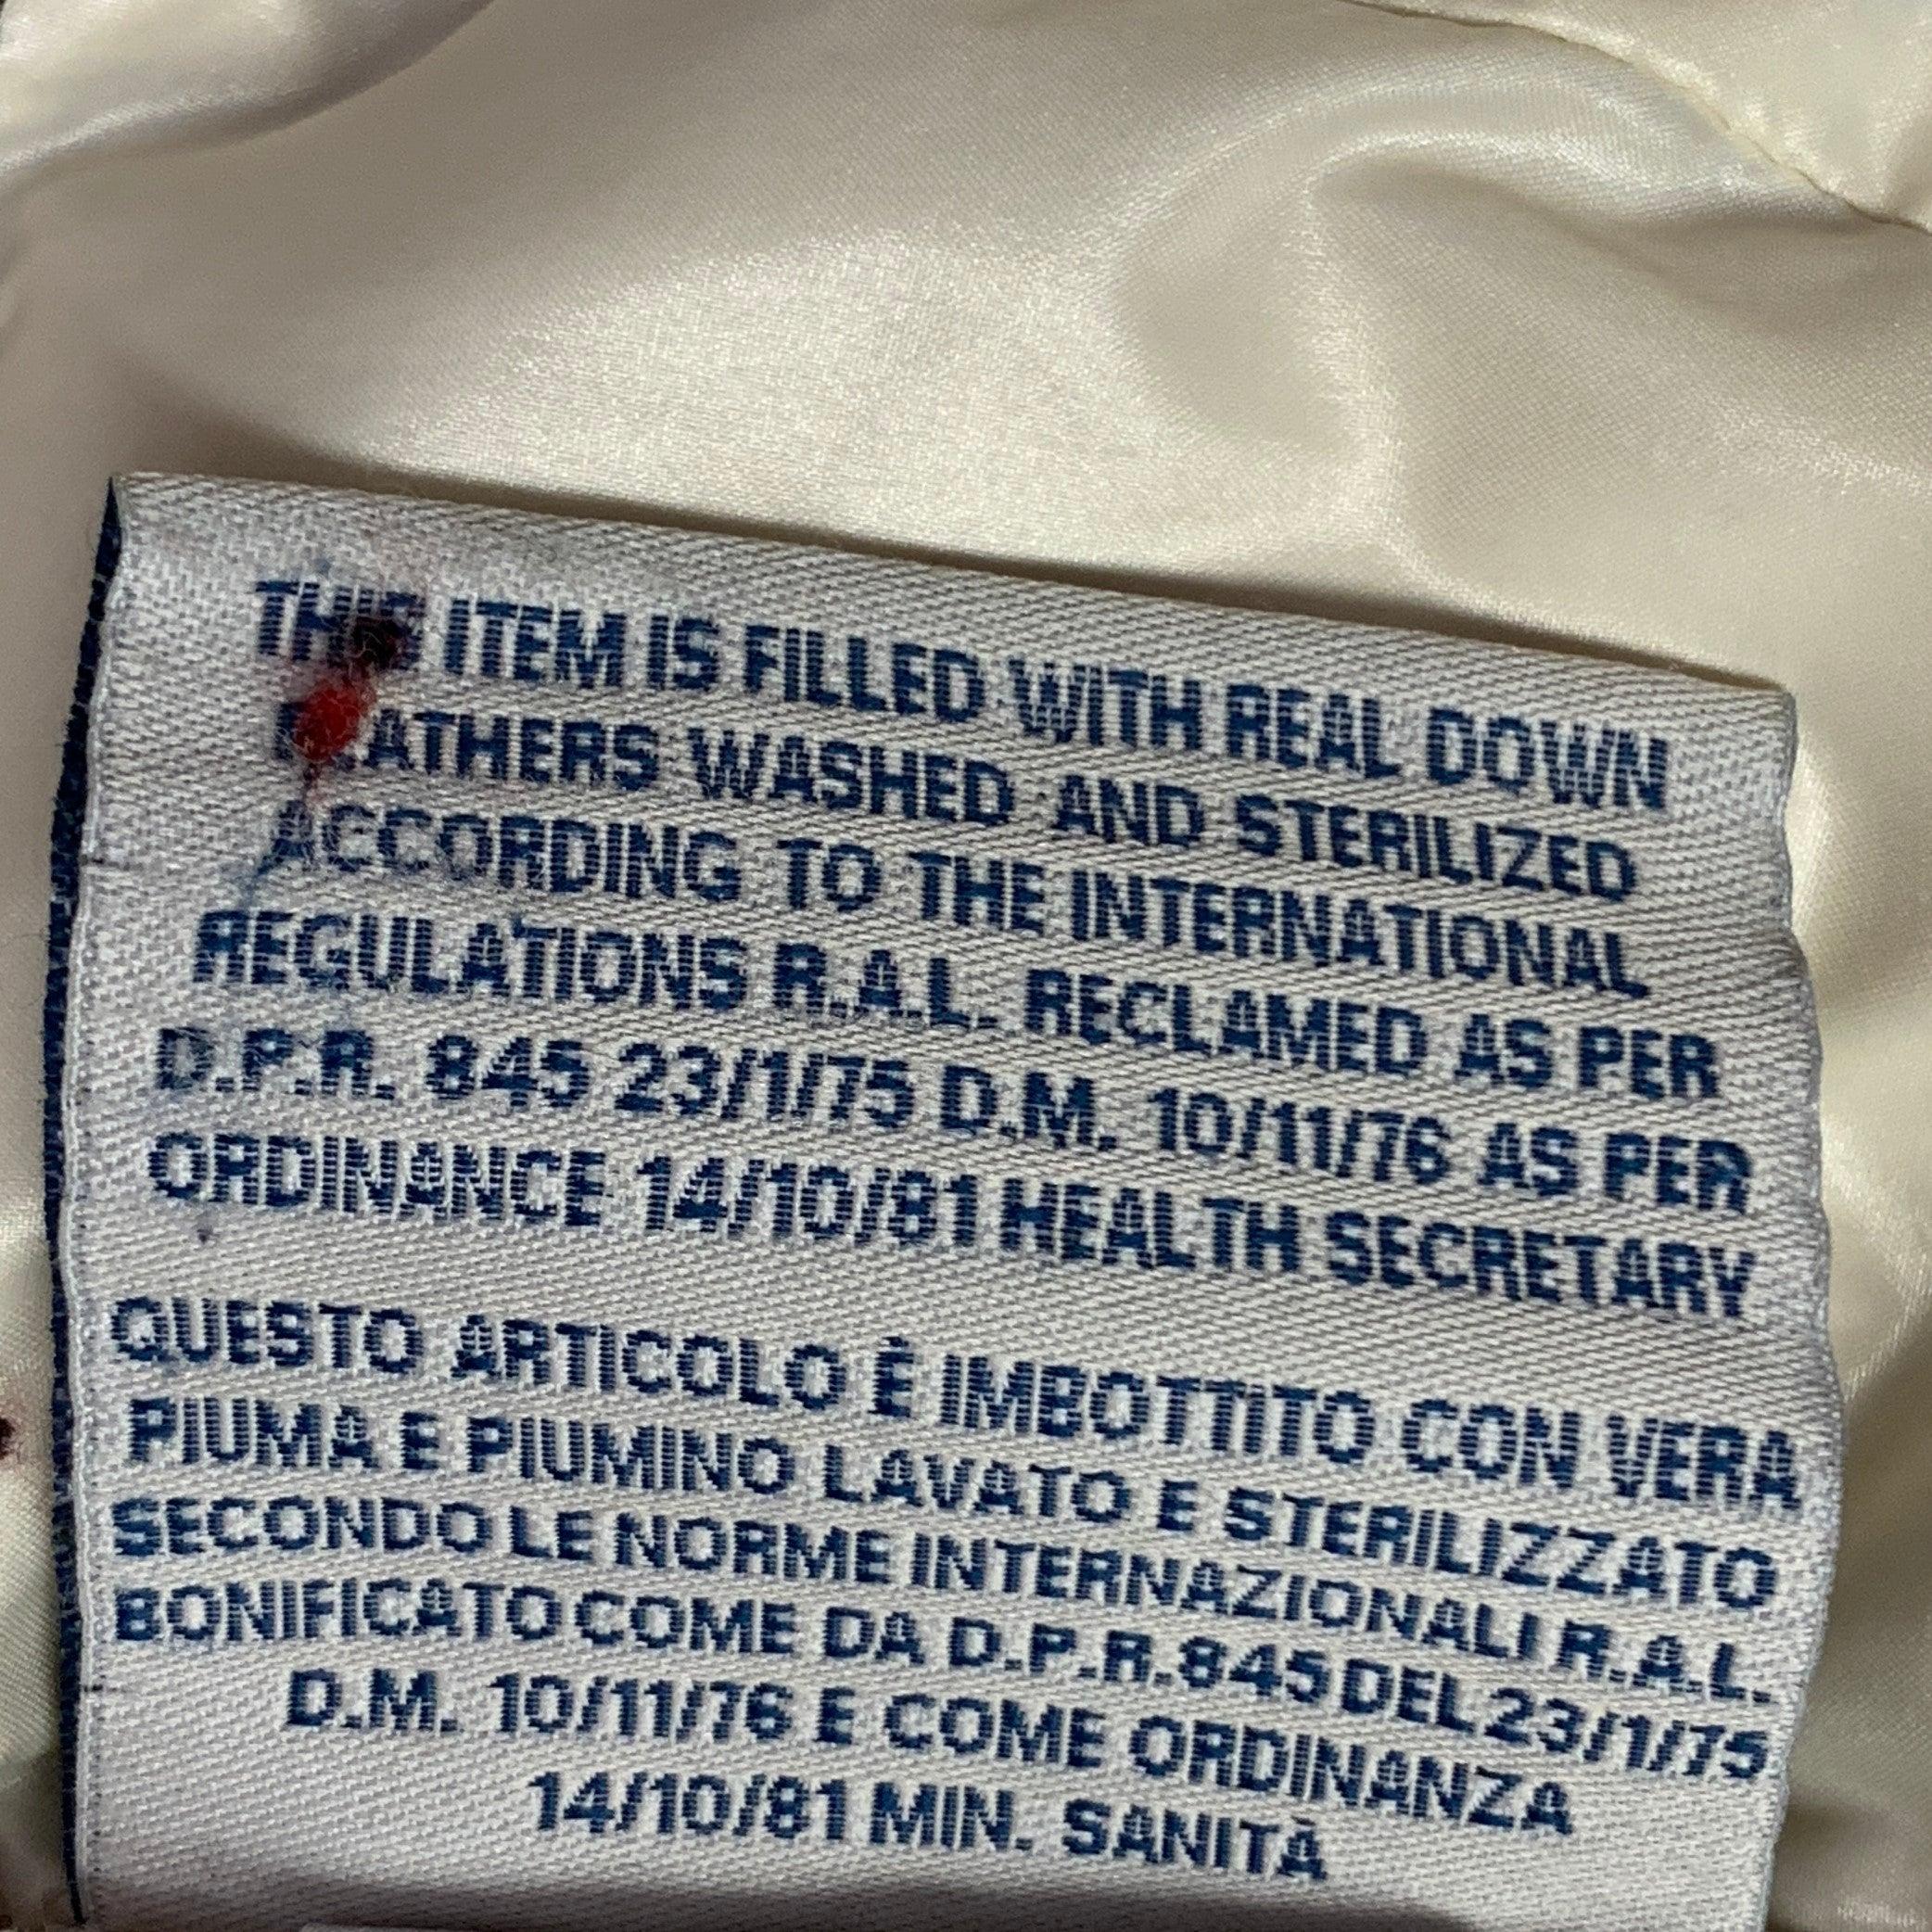 THIS ITEM IS FILLED WITH REAL DOWN
FEATHERS WASHED AND STERILIZED
ACCORDING TO THE INTERNATIONAL
REGULATIONS R.A.L. RECLAMED AS PER
D.P.R. 845 23/1/75 D.M. 10/11/76 AS PER
ORDINANCE 14/10/81 HEALTH SECRETARY
QUESTO ARTICOLO È IMBOTTITO CON VERA
PIUMA E PIUMINO LAVATO E STERILIZZATO
SECONDO LE NORME INTERNAZIONALI R.A.L.
BONIFICATO COME DA D.P.R. 845 DEL 23/1/75
D.M. 10/11/76 E COME ORDINANZA
14/10/81 MIN. SANITÀ